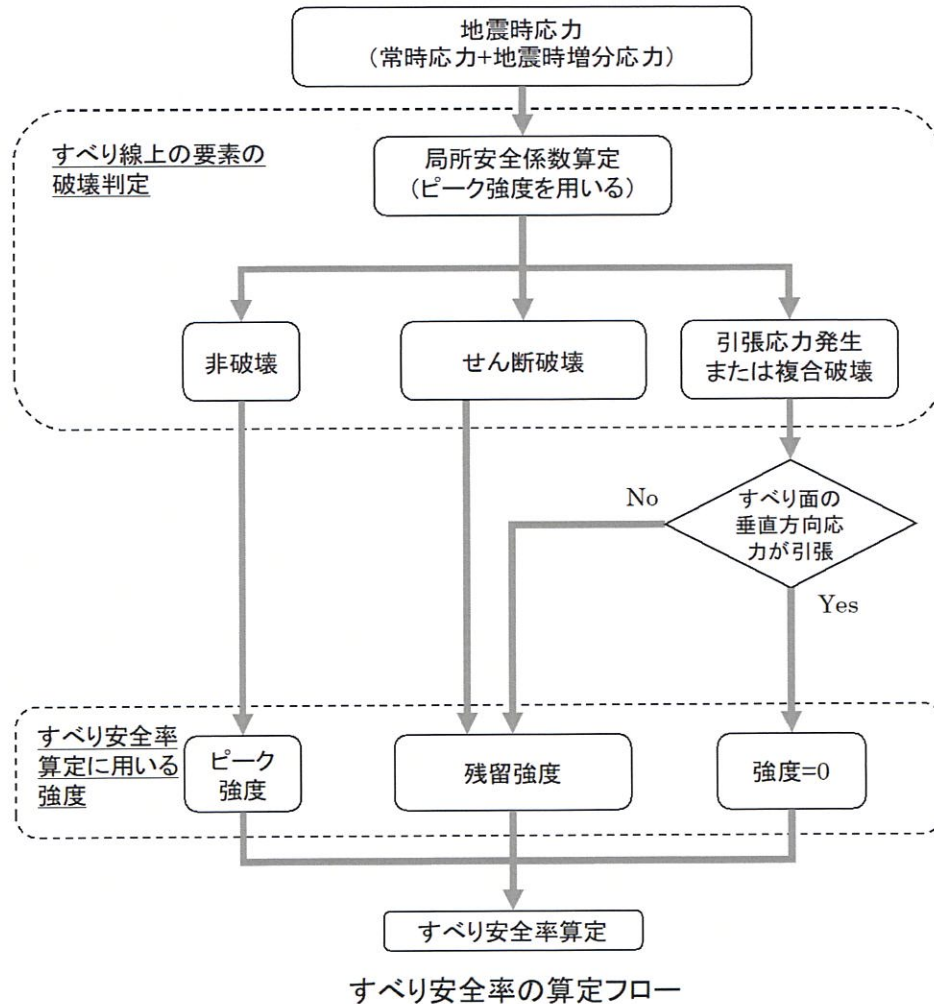 地震時応力
(常時応力+地震時増分応力)
すべり線上の要素の
破壊判定
局所安全係数算定
(ピーク強度を用いる)
非破壊
せん断破壊
引張応力発生
または複合破壊
No
すべり面の
垂直方向応
力が引張
Yes
すべり安全率
算定に用いる
強度
ピーク
強度
残留強度
強度=0
すべり安全率算定
すべり安全率の算定フロー